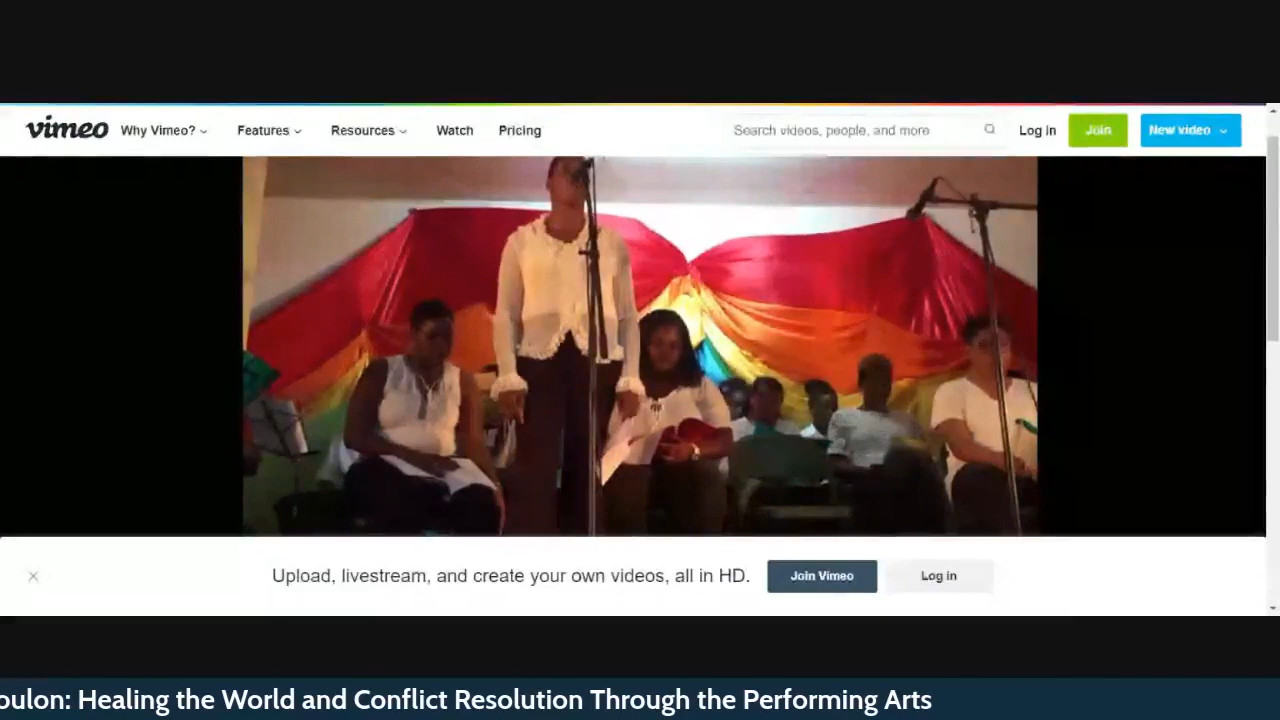 vimeo Why Vimeo? Features Resources Watch Pricing Search videos, people, and more Log in Join New video
Upload, livestream, and create your own videos, all in HD. Join Vimeo Log in
oulon: Healing the World and Conflict Resolution Through the Performing Arts